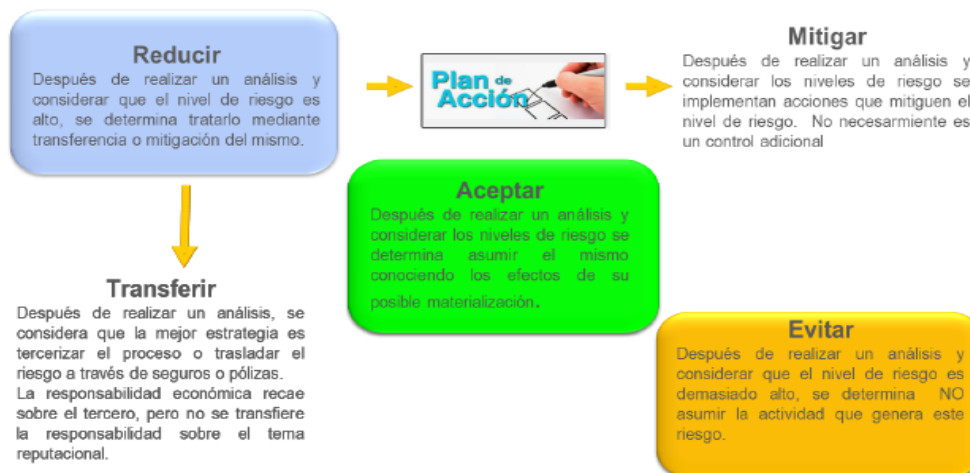 Reducir
Después de realizar un análisis y
considerar que el nivel de riesgo es
alto, se determina tratarlo mediante
transferencia o mitigación del mismo.
Plan de
Acción
Mitigar
Después de realizar un análisis y
considerar los niveles de riesgo se
implementan acciones que mitiguen el
nivel de riesgo. No necesarmiente es
un control adicional
Aceptar
Después de realizar un análisis y
considerar los niveles de riesgo se
determina asumir el mismo
conociendo los efectos de su
posible materialización.
Transferir
Después de realizar un análisis, se
considera que la mejor estrategia es
tercerizar el proceso o trasladar el
riesgo a través de seguros o pólizas.
La responsabilidad económica recae
sobre el tercero, pero no se transfiere
la responsabilidad sobre el tema
reputacional.
Evitar
Después de realizar un análisis y
considerar que el nivel de riesgo es
demasiado alto, se determina NO
asumir la actividad que genera este
riesgo.